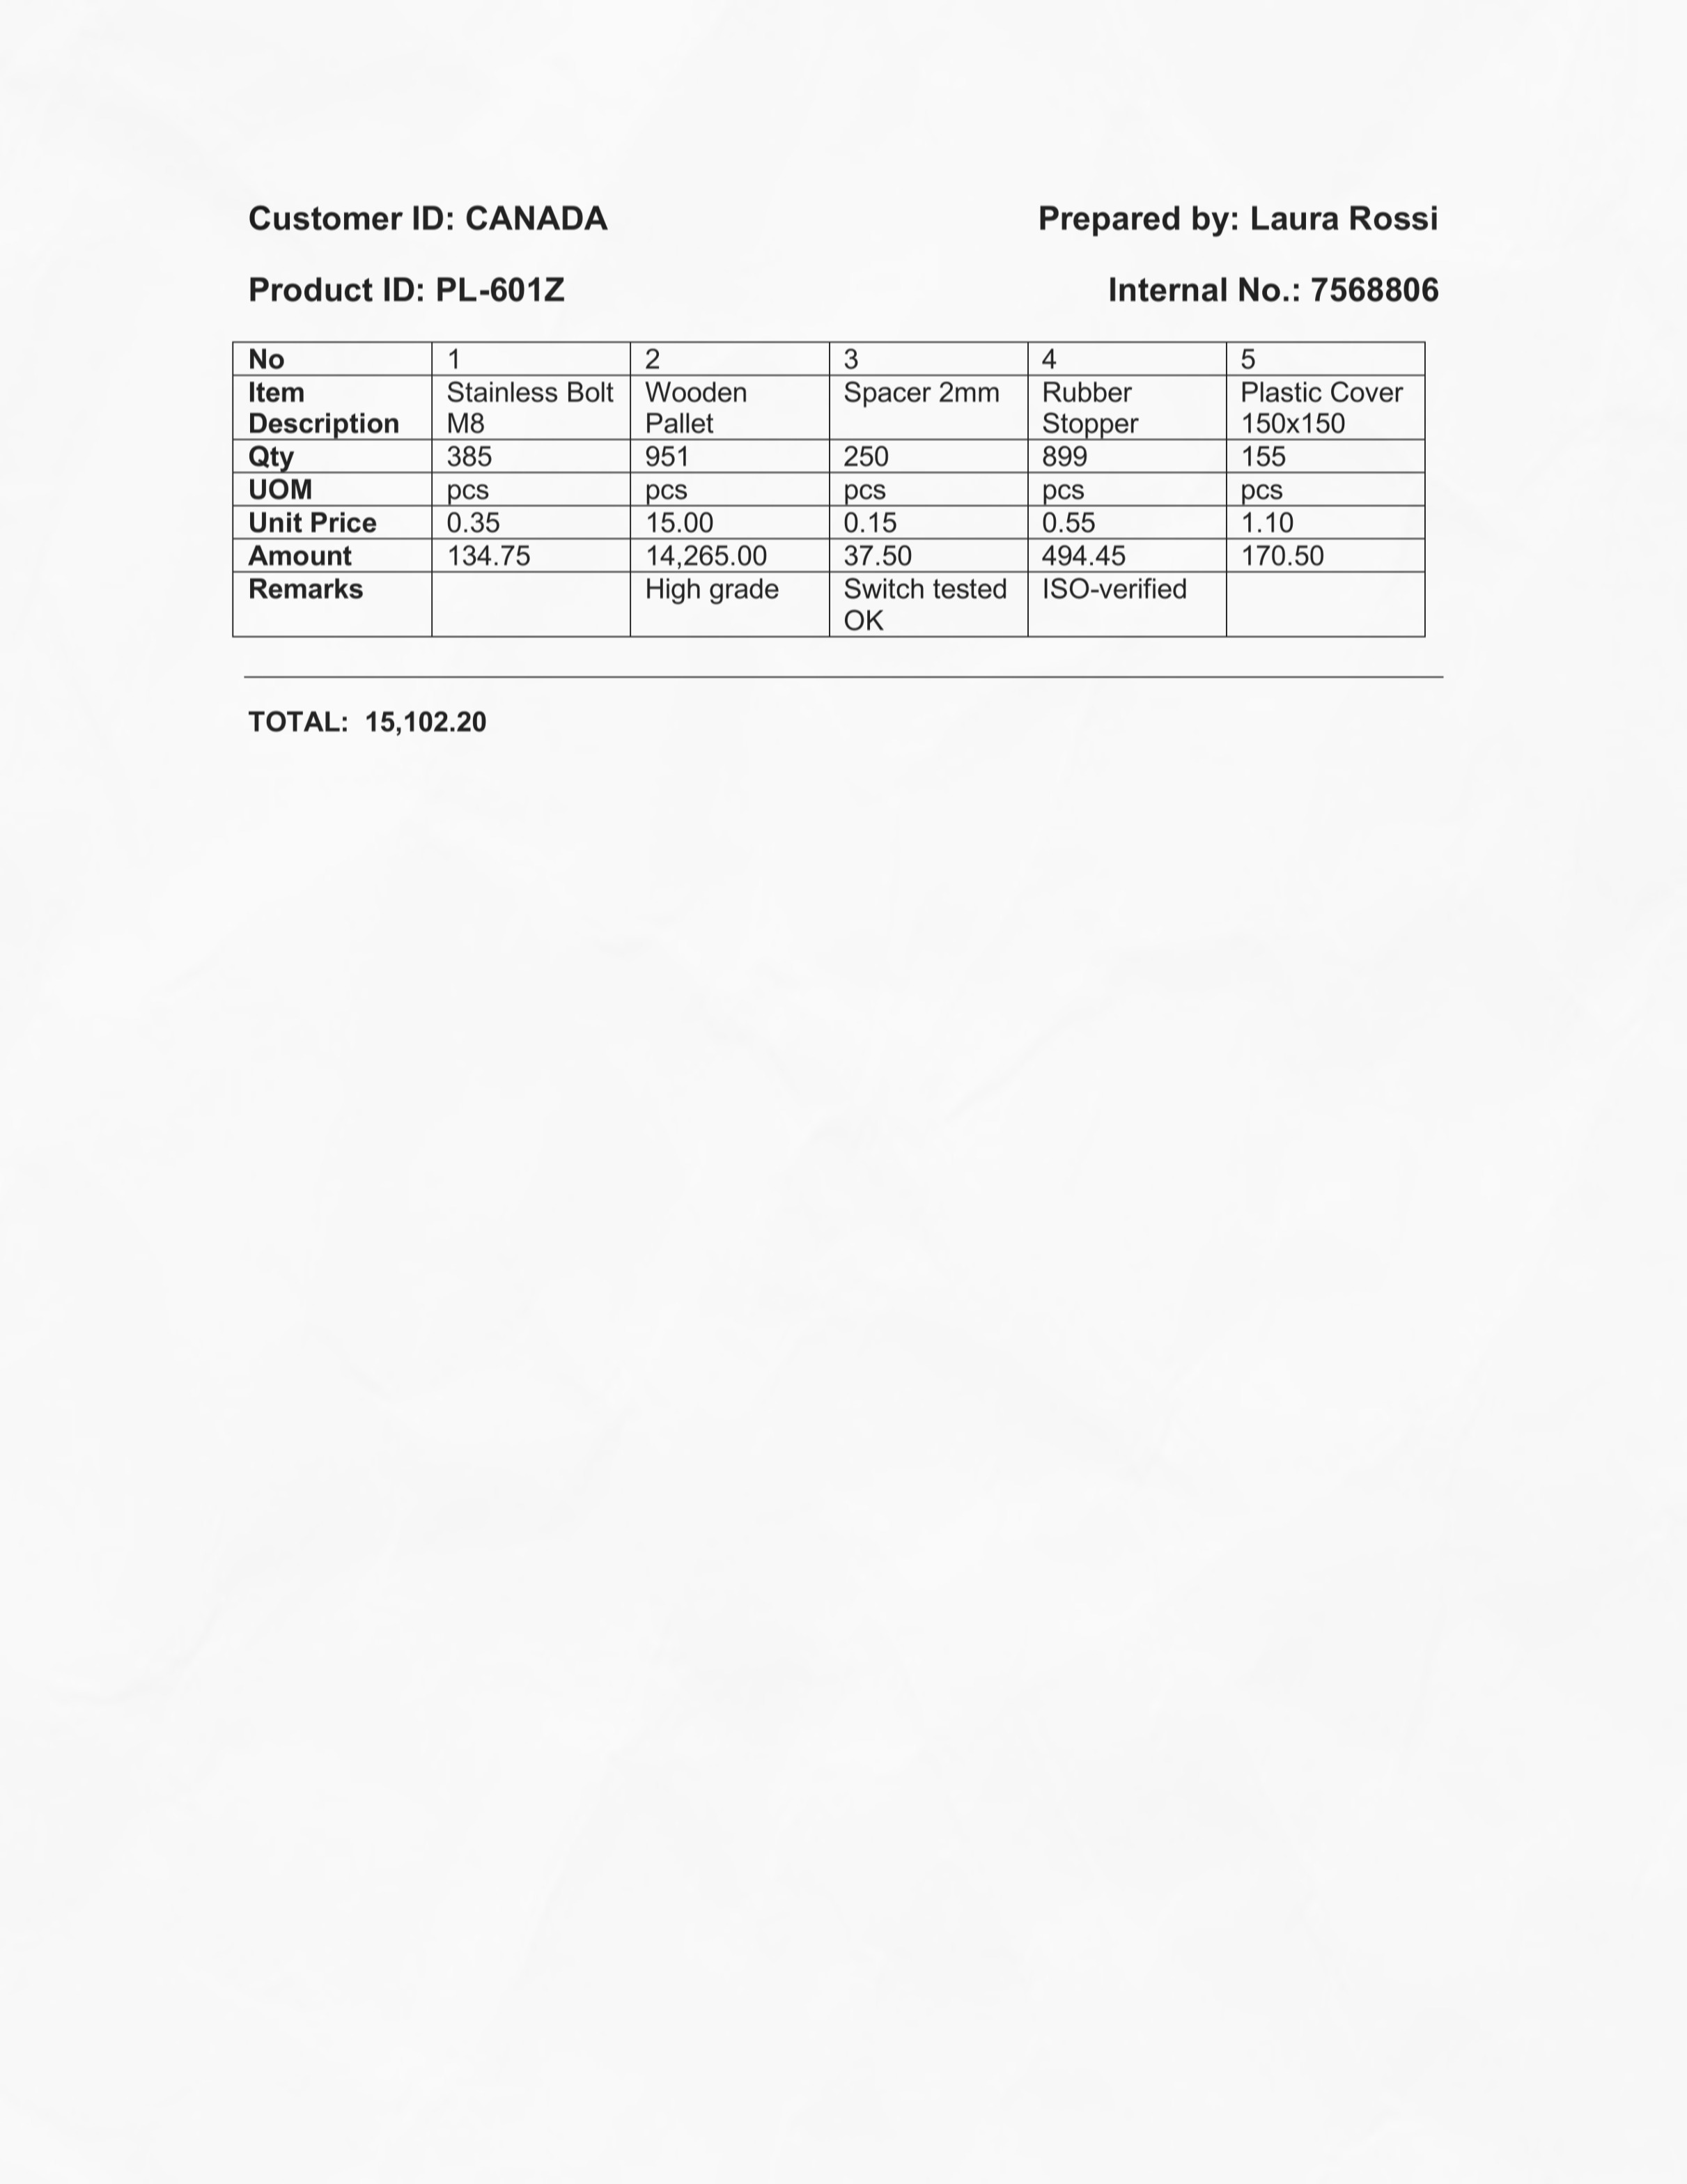 Customer ID: CANADA Prepared by: Laura Rossi
Product ID: PL-601Z Internal No.: 7568806
No 1 2 3 4 5
Item Stainless Bolt Wooden Spacer 2mm Rubber Plastic Cover
Description M8 Pallet Stopper 150x150
Qty 385 951 250 899 155
UOM pcs pcs pcs pcs pcs
Unit Price 0.35 15.00 0.15 0.55 1.10
Amount 134.75 14,265.00 37.50 494.45 170.50
Remarks High grade Switch tested ISO-verified
OK
TOTAL: 15,102.20